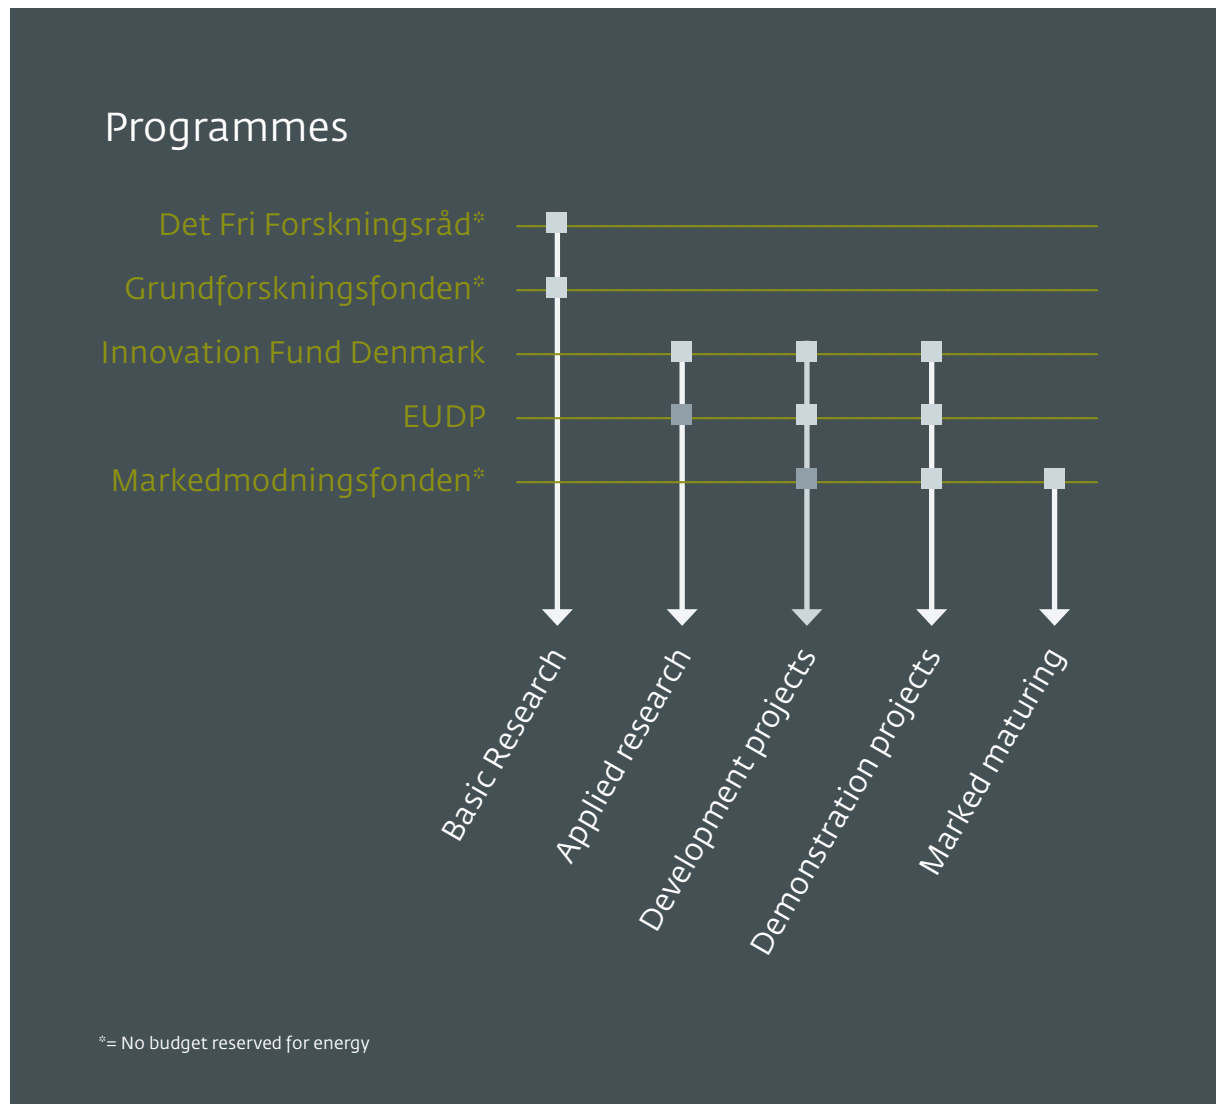 Programmes
Det Fri Forskningsråd*
Grundforskningsfonden*
Innovation Fund Denmark
EUDP
Markedmodningsfonden*
Basic Research
Applied research
Development projects
Demonstration projects
Marked maturing
*= No budget reserved for energy